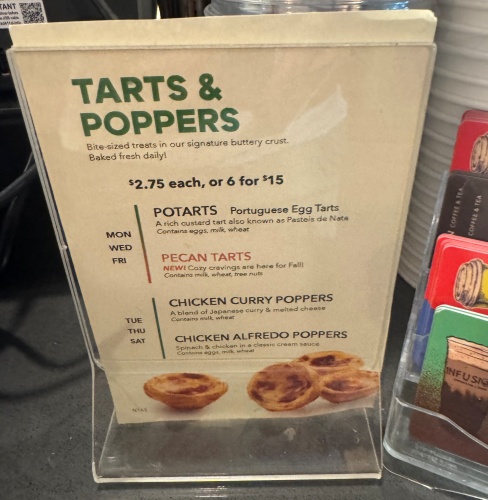 TARTS &
POPPERS
Bite-sized treats in our signature buttery crust.
Baked fresh daily!
$2.75 each, or 6 for $15
MON
WED
FRI
POTARTS Portuguese Egg Tarts
A rich custard tart also known as Pasteis de Nata
Contains eggs, milk, wheat
PECAN TARTS
NEW! Cozy cravings are here for Fall!
Contains milk, wheat, tree nuts
TUE
THU
SAT
CHICKEN CURRY POPPERS
A blend of Japanese curry & melted cheese
Contains milk, wheat
CHICKEN ALFREDO POPPERS
Spinach & chicken in a classic cream sauce
Contains eggs, milk, wheat
COFFEE & TEA
COFFEE & TEA